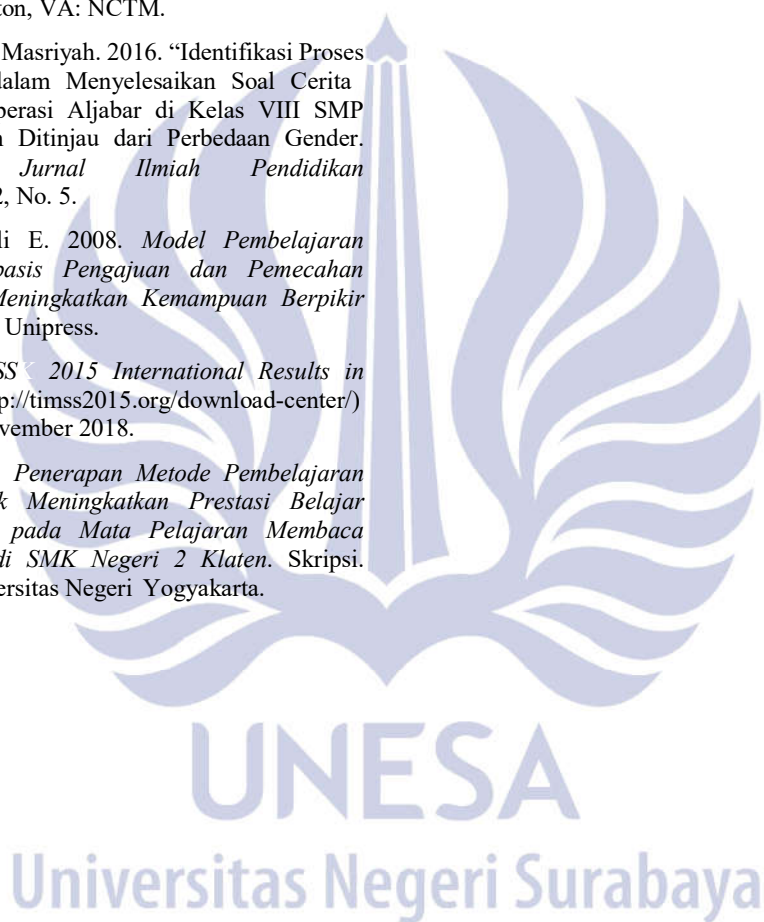 ton, VA: NCTM.
Masriyah. 2016. “Identifikasi Proses
dalam Menyelesaikan Soal Cerita
perasi Aljabar di Kelas VIII SMP
n Ditinjau dari Perbedaan Gender.
Jurnal Ilmiah Pendidikan
2, No. 5.
li E. 2008. Model Pembelajaran
basis Pengajuan dan Pemecahan
Meningkatkan Kemampuan Berpikir
Unipress.
SS 2015 International Results in
p://timss2015.org/download-center/)
vember 2018.
Penerapan Metode Pembelajaran
k Meningkatkan Prestasi Belajar
pada Mata Pelajaran Membaca
di SMK Negeri 2 Klaten. Skripsi.
ersitas Negeri Yogyakarta.
UNESA
Universitas Negeri Surabaya